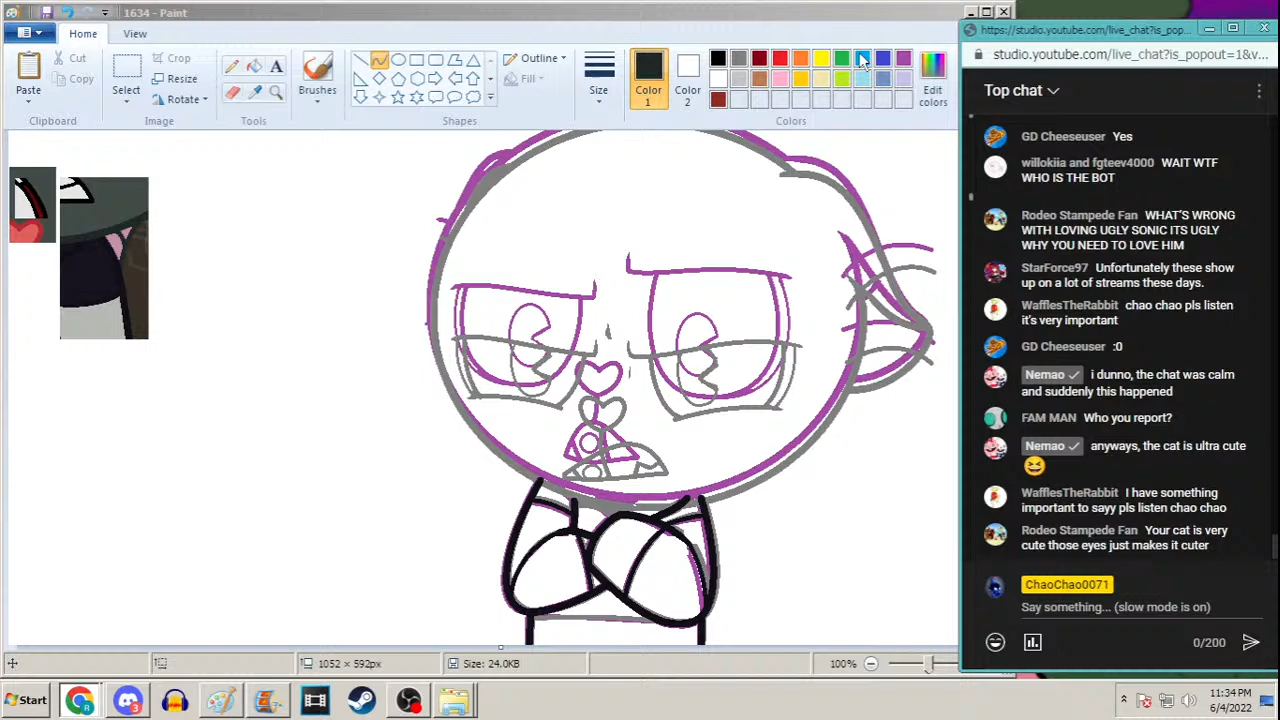 1634 - Paint
https://studio.youtube.com/live_chat?is_pop...
studio.youtube.com/live_chat?is_popout=1&v...
Home
View
Paste
Cut
Copy
Clipboard
Select
Crop
Resize
Rotate
Image
Tools
Brushes
Shapes
Outline
Fill
Size
Color
1
Color
2
Colors
Edit
colors
Top chat
GD Cheeseuser Yes
willokiia and fgteev4000 WAIT WTF
WHO IS THE BOT
Rodeo Stampede Fan WHAT'S WRONG
WITH LOVING UGLY SONIC ITS UGLY
WHY YOU NEED TO LOVE HIM
StarForce97 Unfortunately these show
up on a lot of streams these days.
WafflesTheRabbit chao chao pls listen
it's very important
GD Cheeseuser :0
Nemao i dunno, the chat was calm
and suddenly this happened
FAM MAN Who you report?
Nemao anyways, the cat is ultra cute
WafflesTheRabbit I have something
important to sayy pls listen chao chao
Rodeo Stampede Fan Your cat is very
cute those eyes just makes it cuter
ChaoChao0071
Say something... (slow mode is on)
0/200
1052 × 592px
Size: 24.0KB
100%
Start
3
11:34 PM
6/4/2022